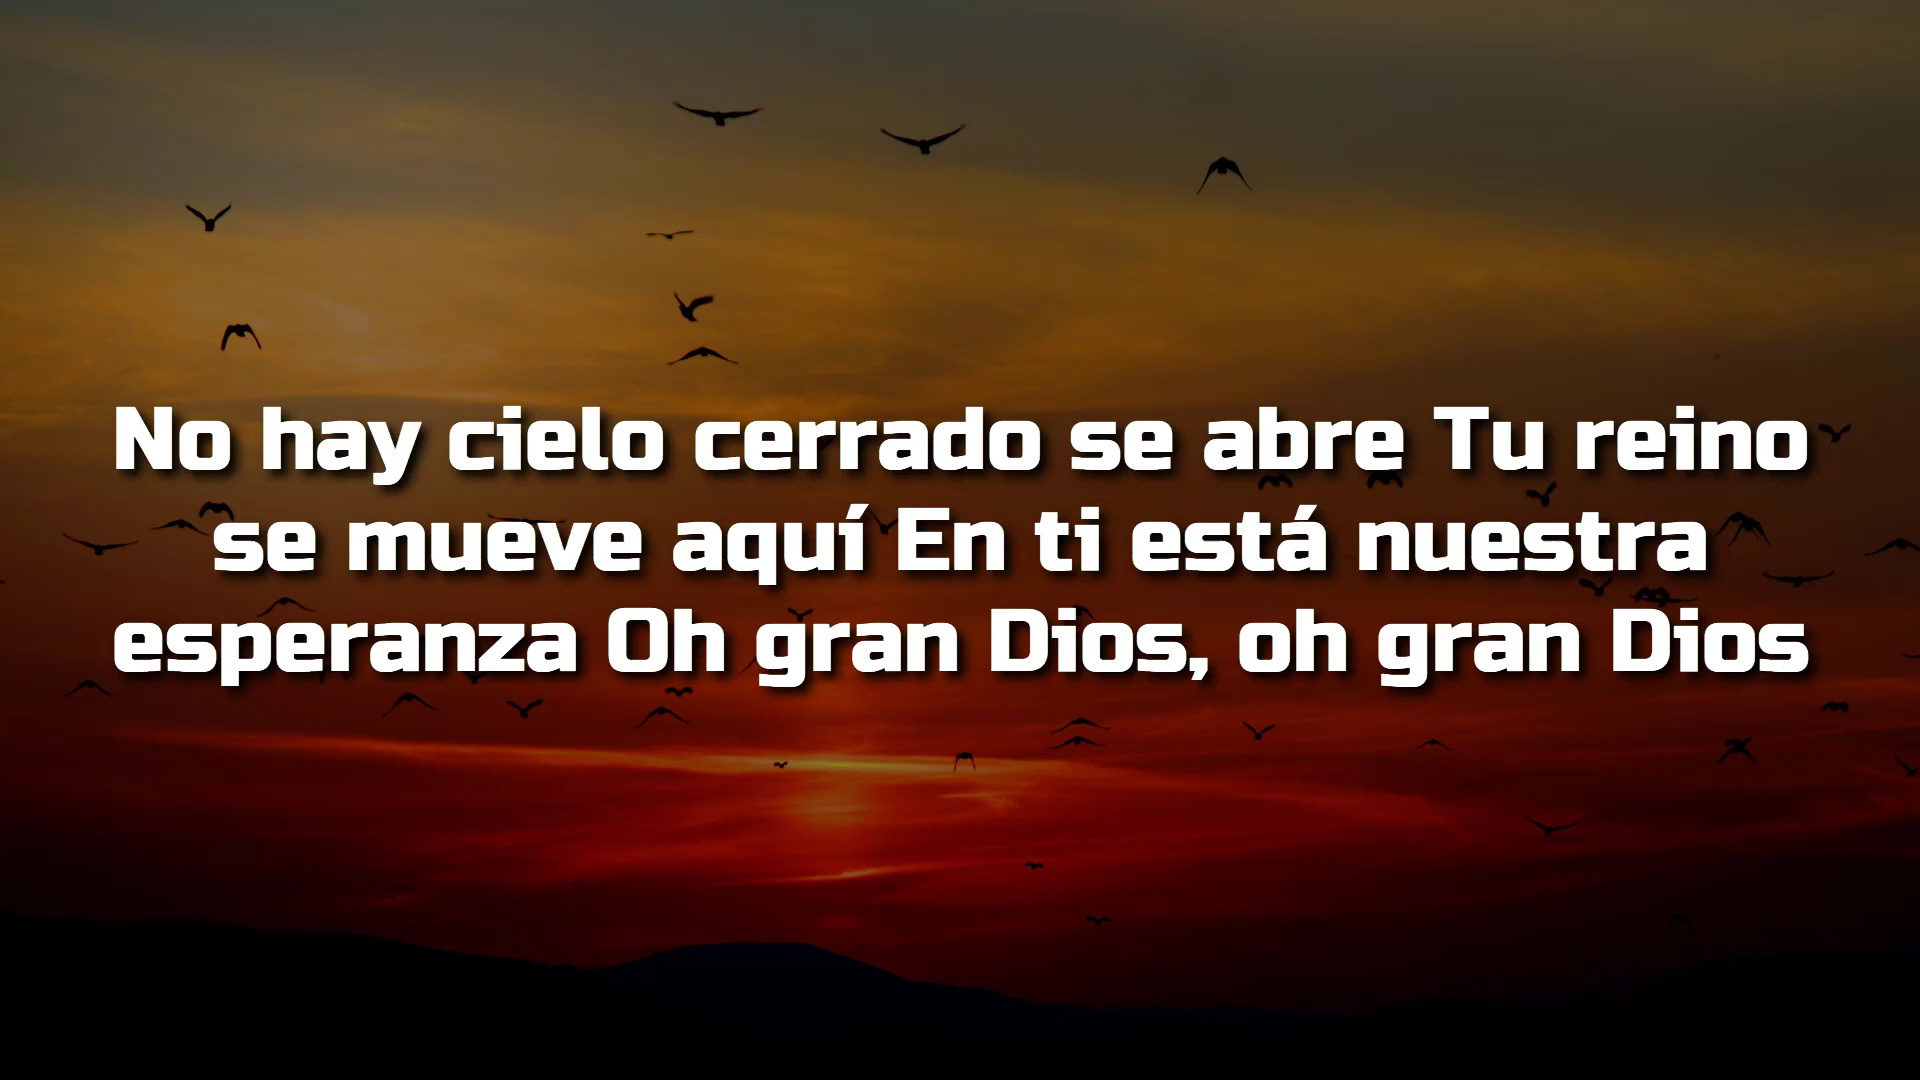 No hay cielo cerrado se abre Tu reino
se mueve aquí En ti está nuestra
esperanza Oh gran Dios, oh gran Dios